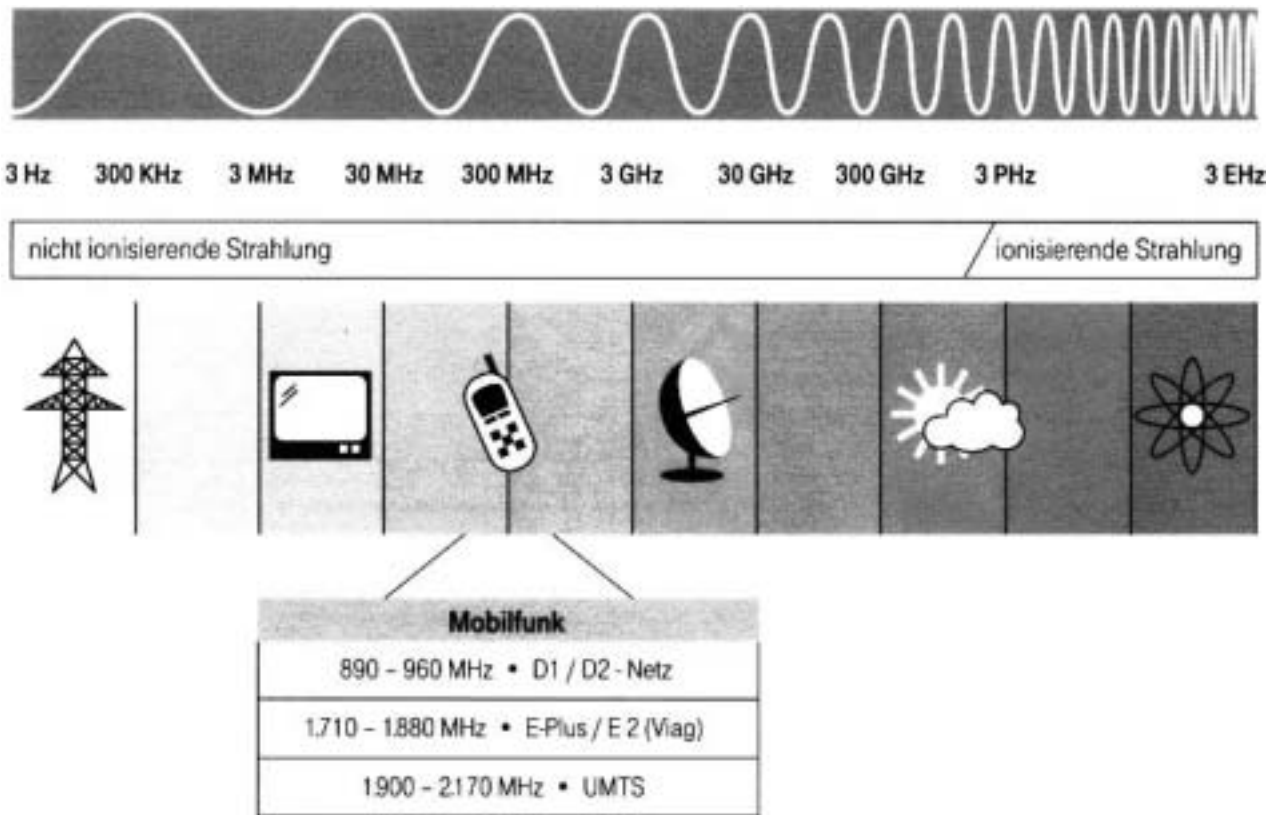 3 Hz 300 KHz 3 MHz 30 MHz 300 MHz 3 GHz 30 GHz 300 GHz 3 PHz 3 EHz
nicht ionisierende Strahlung ionisierende Strahlung
Mobilfunk
890 – 960 MHz • D1 / D2 - Netz
1.710 – 1.880 MHz • E-Plus / E 2 (Viag)
1.900 – 2.170 MHz • UMTS